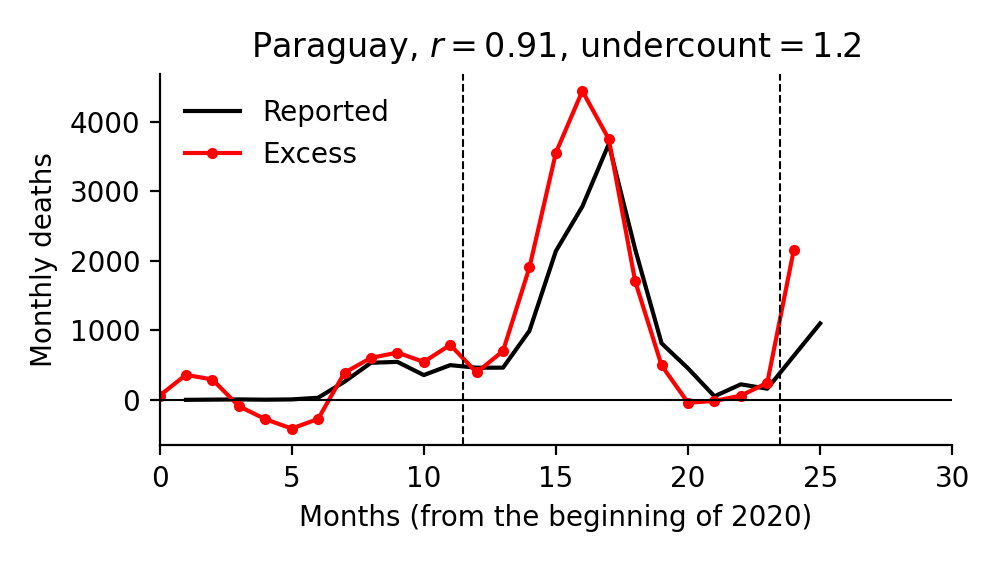 Paraguay, r = 0.91, undercount = 1.2
Reported
Excess
Monthly deaths
4000
3000
2000
1000
0
0 5 10 15 20 25 30
Months (from the beginning of 2020)